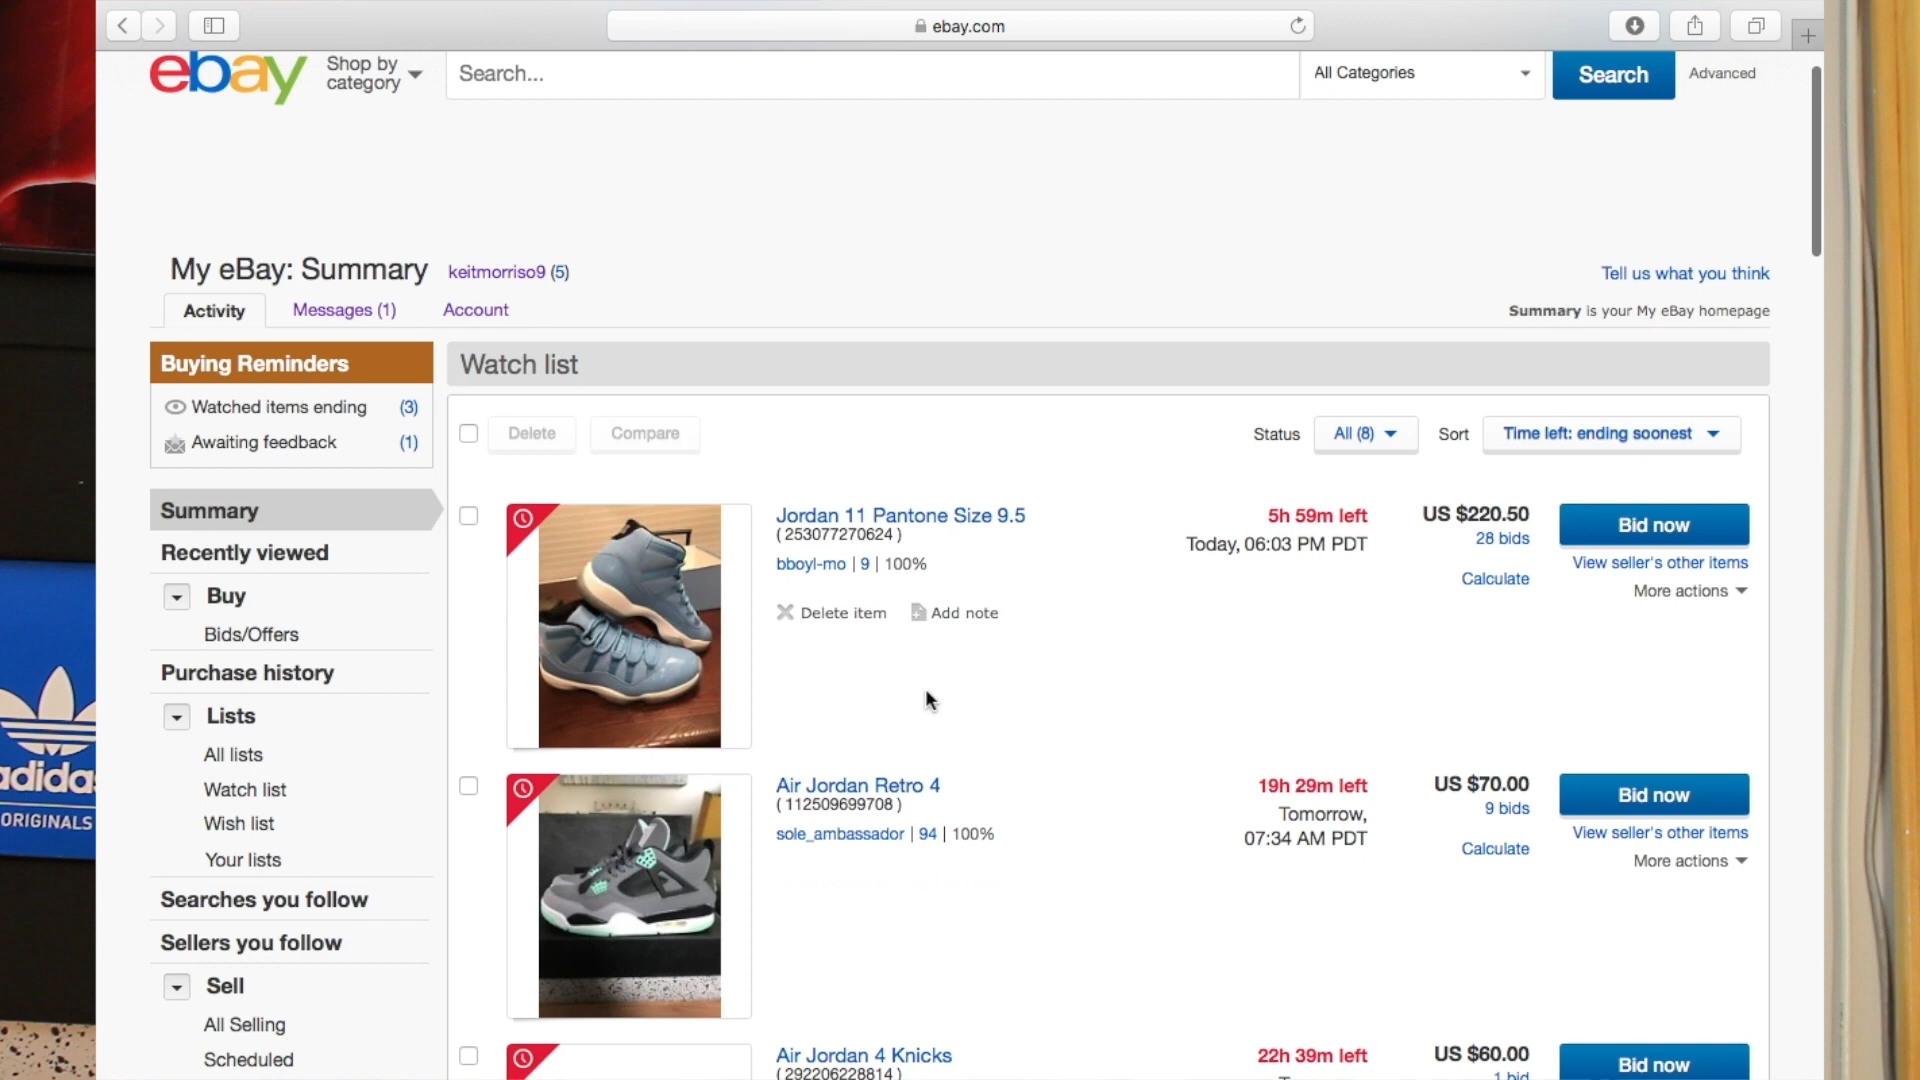 ebay.com
ebay
Shop by
category
Search...
All Categories
Search
Advanced
My eBay: Summary
keitmorriso9 (5)
Tell us what you think
Activity
Messages (1)
Account
Summary is your My eBay homepage
Buying Reminders
Watched items ending (3)
Awaiting feedback (1)
Watch list
Delete
Compare
Status
All (8)
Sort
Time left: ending soonest
Summary
Recently viewed
Buy
Bids/Offers
Purchase history
Lists
All lists
Watch list
Wish list
Your lists
Searches you follow
Sellers you follow
Sell
All Selling
Scheduled
Jordan 11 Pantone Size 9.5
( 253077270624 )
bboyl-mo | 9 | 100%
Delete item
Add note
5h 59m left
Today, 06:03 PM PDT
US $220.50
28 bids
Calculate
Bid now
View seller's other items
More actions
Air Jordan Retro 4
( 112509699708 )
sole_ambassador | 94 | 100%
19h 29m left
Tomorrow,
07:34 AM PDT
US $70.00
9 bids
Calculate
Bid now
View seller's other items
More actions
Air Jordan 4 Knicks
( 292206228814 )
22h 39m left
US $60.00
1 bid
Bid now
adidas
ORIGINALS